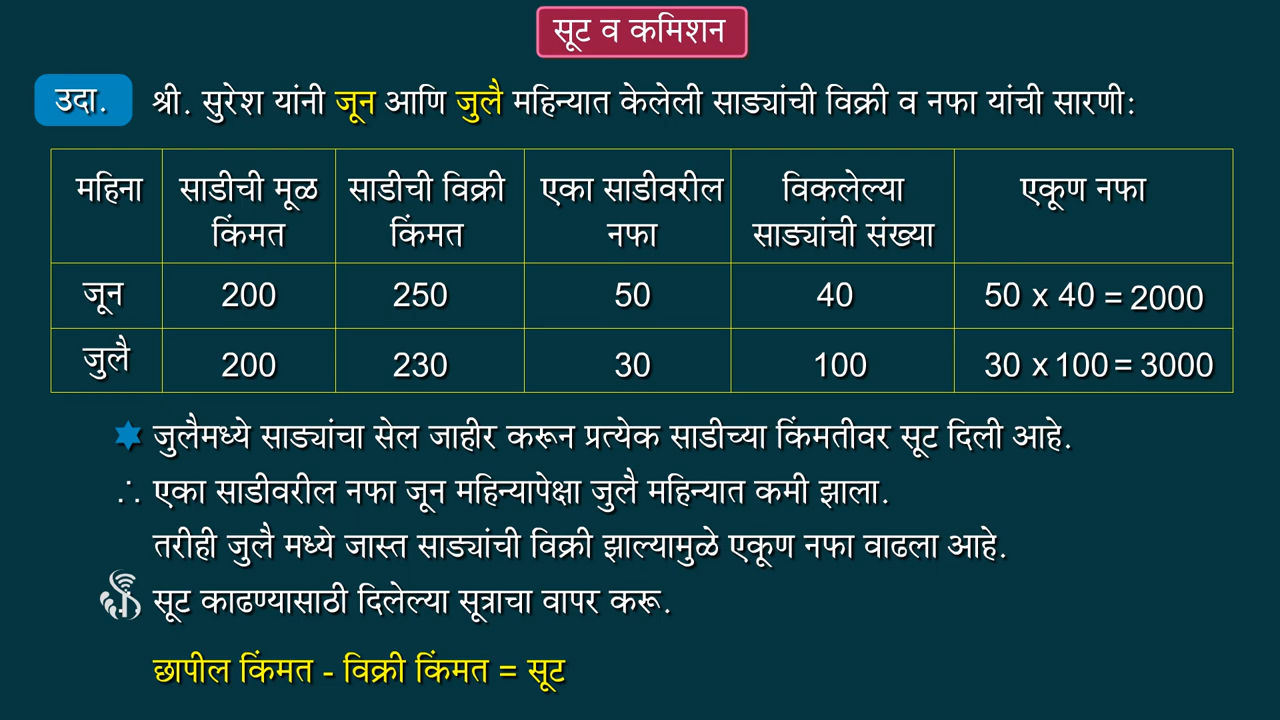 सूट व कमिशन
उदा. श्री. सुरेश यांनी जून आणि जुलै महिन्यात केलेली साड्यांची विक्री व नफा यांची सारणी:
महिना साडीची मूळ किंमत साडीची विक्री किंमत एका साडीवरील नफा विकलेल्या साड्यांची संख्या एकूण नफा
जून 200 250 50 40 50 x 40 = 2000
जुलै 200 230 30 100 30 x 100 = 3000
जुलैमध्ये साड्यांचा सेल जाहीर करून प्रत्येक साडीच्या किंमतीवर सूट दिली आहे.
∴ एका साडीवरील नफा जून महिन्यापेक्षा जुलै महिन्यात कमी झाला.
तरीही जुलै मध्ये जास्त साड्यांची विक्री झाल्यामुळे एकूण नफा वाढला आहे.
सूट काढण्यासाठी दिलेल्या सूत्राचा वापर करू.
छापील किंमत - विक्री किंमत = सूट